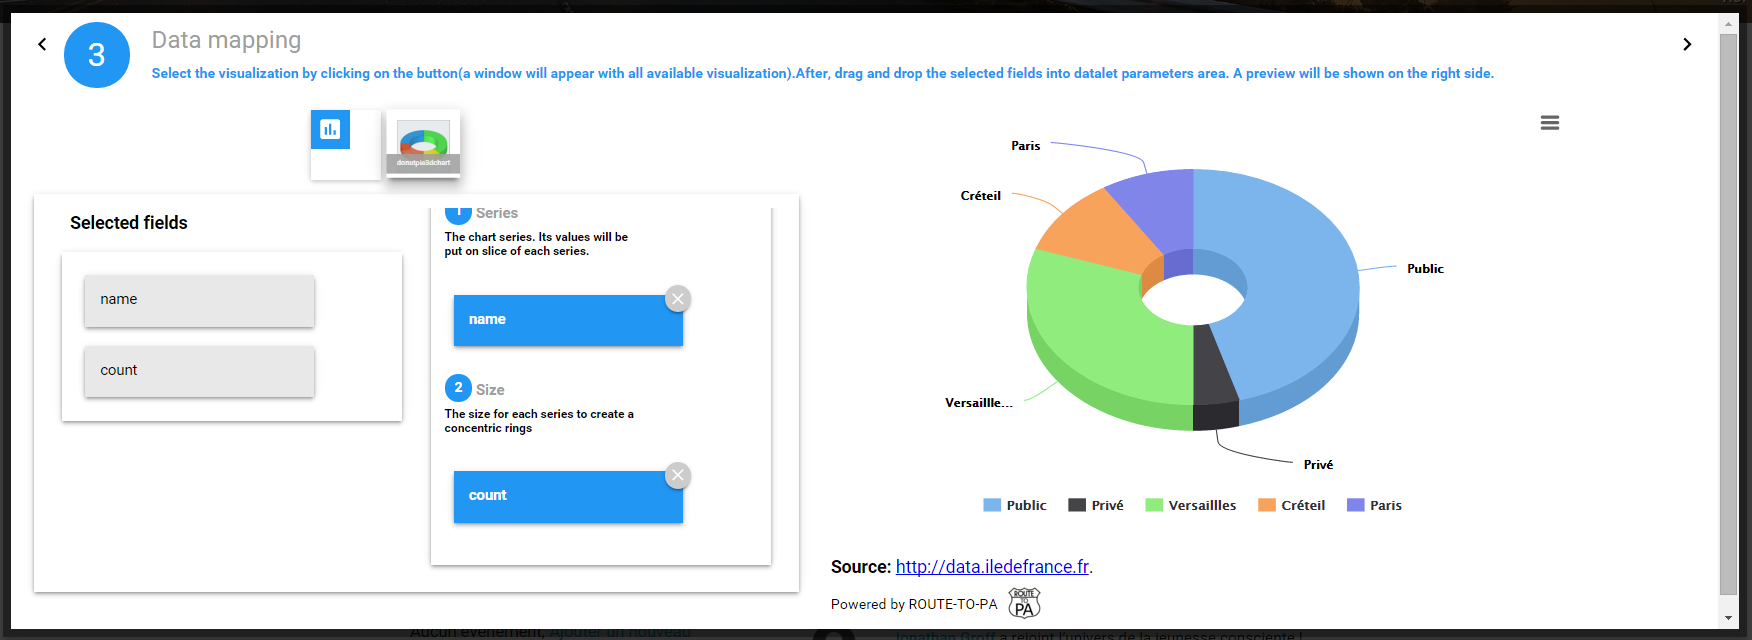 3
Data mapping
Select the visualization by clicking on the button(a window will appear with all available visualization).After, drag and drop the selected fields into datalet parameters area. A preview will be shown on the right side.
donutpie3dchart
Selected fields
name
count
1 Series
The chart series. Its values will be
put on slice of each series.
name
2 Size
The size for each series to create a
concentric rings
count
Paris
Créteil
Public
Versaillle...
Privé
Public Privé Versaillles Créteil Paris
Source: http://data.iledefrance.fr.
Powered by ROUTE-TO-PA
ROUTE
TO
PA
Aucun événement, Ajouter un nouveau
Jonathan Groff a rejoint l'univers de la jeunesse consciente !